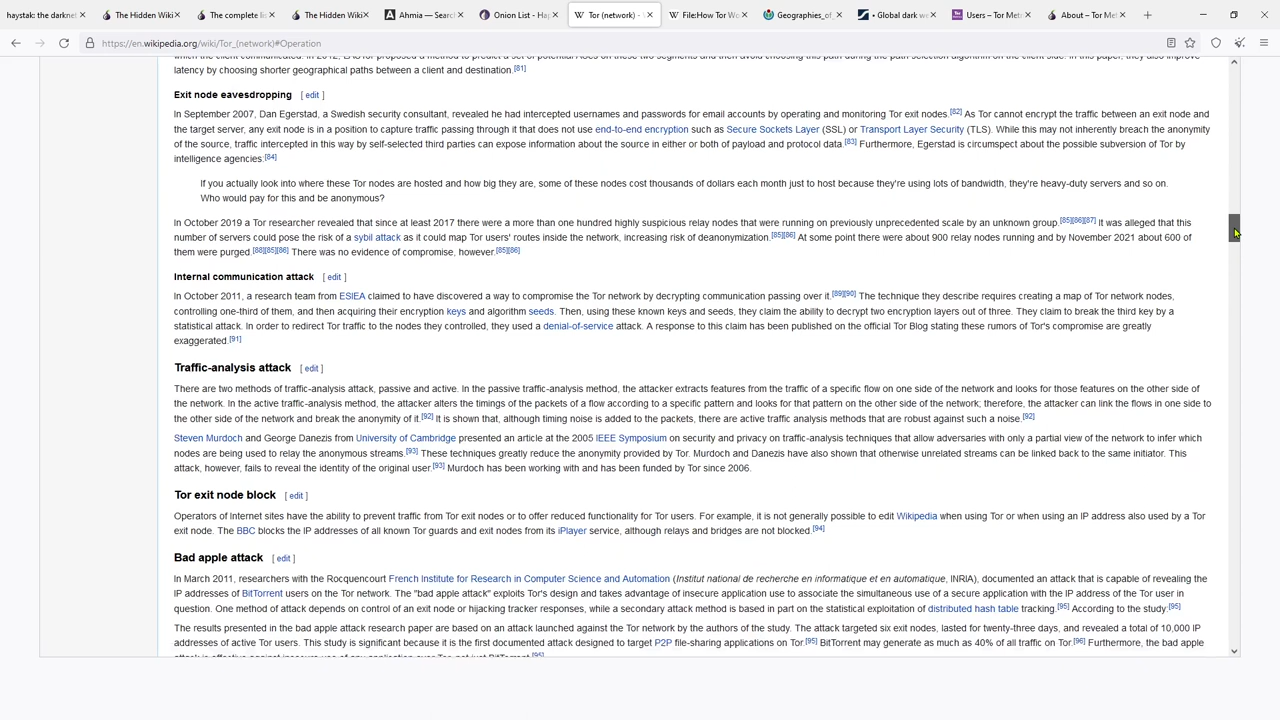 haystak: the darknet
The Hidden Wiki
The complete lis
The Hidden Wiki
Ahmia — Searc
Onion List - Hap
Tor (network) - 
File:How Tor Wo
Geographies_of_
• Global dark we
Users – Tor Metr
About – Tor Met
https://en.wikipedia.org/wiki/Tor_(network)#Operation
latency by choosing shorter geographical paths between a client and destination.[81]
Exit node eavesdropping [ edit ]
In September 2007, Dan Egerstad, a Swedish security consultant, revealed he had intercepted usernames and passwords for email accounts by operating and monitoring Tor exit nodes.[82] As Tor cannot encrypt the traffic between an exit node and
the target server, any exit node is in a position to capture traffic passing through it that does not use end-to-end encryption such as Secure Sockets Layer (SSL) or Transport Layer Security (TLS). While this may not inherently breach the anonymity
of the source, traffic intercepted in this way by self-selected third parties can expose information about the source in either or both of payload and protocol data.[83] Furthermore, Egerstad is circumspect about the possible subversion of Tor by
intelligence agencies:[84]
If you actually look into where these Tor nodes are hosted and how big they are, some of these nodes cost thousands of dollars each month just to host because they're using lots of bandwidth, they're heavy-duty servers and so on.
Who would pay for this and be anonymous?
In October 2019 a Tor researcher revealed that since at least 2017 there were a more than one hundred highly suspicious relay nodes that were running on previously unprecedented scale by an unknown group.[85][86][87] It was alleged that this
number of servers could pose the risk of a sybil attack as it could map Tor users' routes inside the network, increasing risk of deanonymization.[85][86] At some point there were about 900 relay nodes running and by November 2021 about 600 of
them were purged.[88][85][86] There was no evidence of compromise, however.[85][86]
Internal communication attack [ edit ]
In October 2011, a research team from ESIEA claimed to have discovered a way to compromise the Tor network by decrypting communication passing over it.[89][90] The technique they describe requires creating a map of Tor network nodes,
controlling one-third of them, and then acquiring their encryption keys and algorithm seeds. Then, using these known keys and seeds, they claim the ability to decrypt two encryption layers out of three. They claim to break the third key by a
statistical attack. In order to redirect Tor traffic to the nodes they controlled, they used a denial-of-service attack. A response to this claim has been published on the official Tor Blog stating these rumors of Tor's compromise are greatly
exaggerated.[91]
Traffic-analysis attack [ edit ]
There are two methods of traffic-analysis attack, passive and active. In the passive traffic-analysis method, the attacker extracts features from the traffic of a specific flow on one side of the network and looks for those features on the other side of
the network. In the active traffic-analysis method, the attacker alters the timings of the packets of a flow according to a specific pattern and looks for that pattern on the other side of the network; therefore, the attacker can link the flows in one side to
the other side of the network and break the anonymity of it.[92] It is shown that, although timing noise is added to the packets, there are active traffic analysis methods that are robust against such a noise.[92]
Steven Murdoch and George Danezis from University of Cambridge presented an article at the 2005 IEEE Symposium on security and privacy on traffic-analysis techniques that allow adversaries with only a partial view of the network to infer which
nodes are being used to relay the anonymous streams.[93] These techniques greatly reduce the anonymity provided by Tor. Murdoch and Danezis have also shown that otherwise unrelated streams can be linked back to the same initiator. This
attack, however, fails to reveal the identity of the original user.[93] Murdoch has been working with and has been funded by Tor since 2006.
Tor exit node block [ edit ]
Operators of Internet sites have the ability to prevent traffic from Tor exit nodes or to offer reduced functionality for Tor users. For example, it is not generally possible to edit Wikipedia when using Tor or when using an IP address also used by a Tor
exit node. The BBC blocks the IP addresses of all known Tor guards and exit nodes from its iPlayer service, although relays and bridges are not blocked.[94]
Bad apple attack [ edit ]
In March 2011, researchers with the Rocquencourt French Institute for Research in Computer Science and Automation (Institut national de recherche en informatique et en automatique, INRIA), documented an attack that is capable of revealing the
IP addresses of BitTorrent users on the Tor network. The "bad apple attack" exploits Tor's design and takes advantage of insecure application use to associate the simultaneous use of a secure application with the IP address of the Tor user in
question. One method of attack depends on control of an exit node or hijacking tracker responses, while a secondary attack method is based in part on the statistical exploitation of distributed hash table tracking.[95] According to the study:[95]
The results presented in the bad apple attack research paper are based on an attack launched against the Tor network by the authors of the study. The attack targeted six exit nodes, lasted for twenty-three days, and revealed a total of 10,000 IP
addresses of active Tor users. This study is significant because it is the first documented attack designed to target P2P file-sharing applications on Tor.[95] BitTorrent may generate as much as 40% of all traffic on Tor.[96] Furthermore, the bad apple